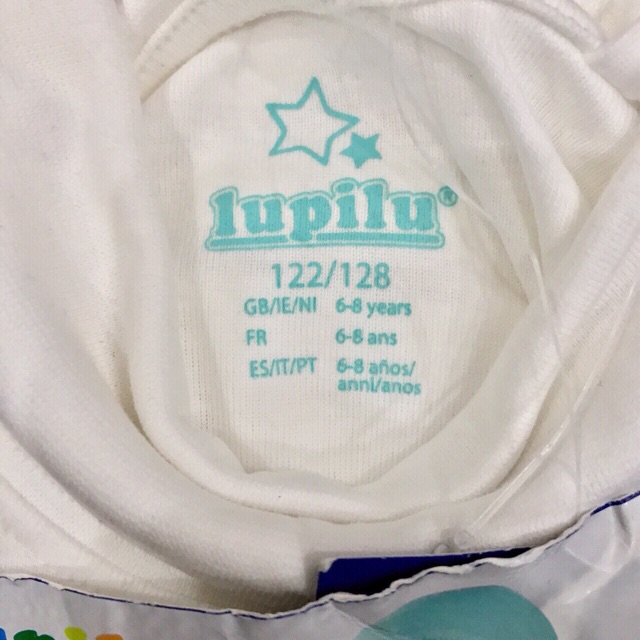 lupilu®
122/128
GB/IE/NI 6-8 years
FR 6-8 ans
ES/IT/PT 6-8 años/
anni/anos